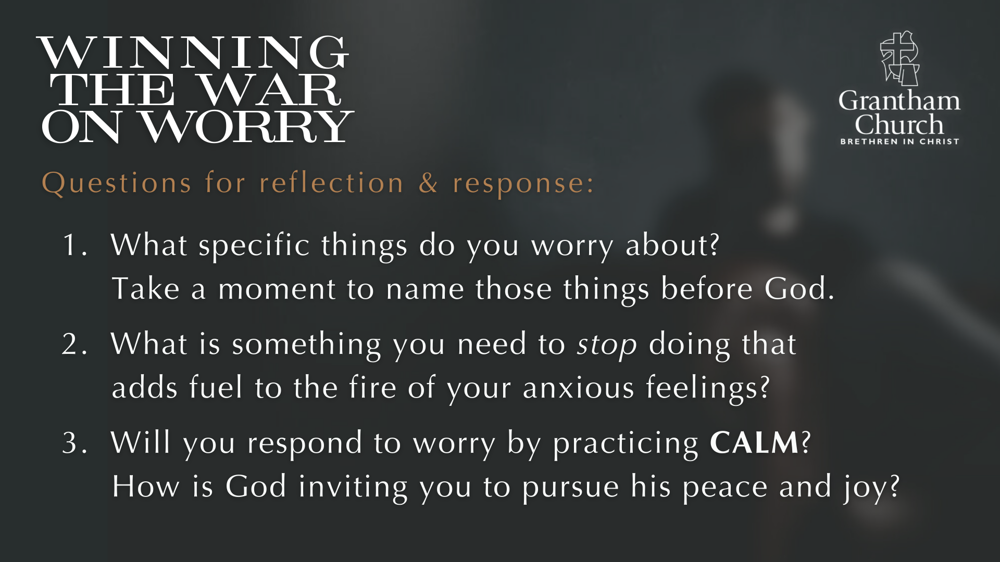 WINNING
THE WAR
ON WORRY
Grantham
Church
BRETHREN IN CHRIST
Questions for reflection & response:
1. What specific things do you worry about?
Take a moment to name those things before God.
2. What is something you need to stop doing that
adds fuel to the fire of your anxious feelings?
3. Will you respond to worry by practicing CALM?
How is God inviting you to pursue his peace and joy?